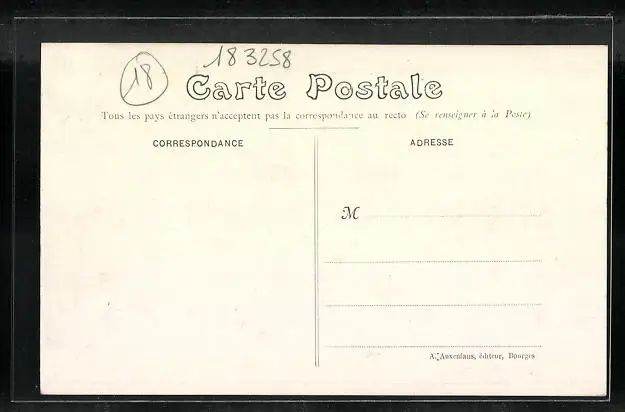 18
183258
Carte Postale
Tous les pays étrangers n'acceptent pas la correspondance au recto (Se renseigner à la Poste)
CORRESPONDANCE
ADRESSE
M
A. Auxenfans, éditeur, Bourges